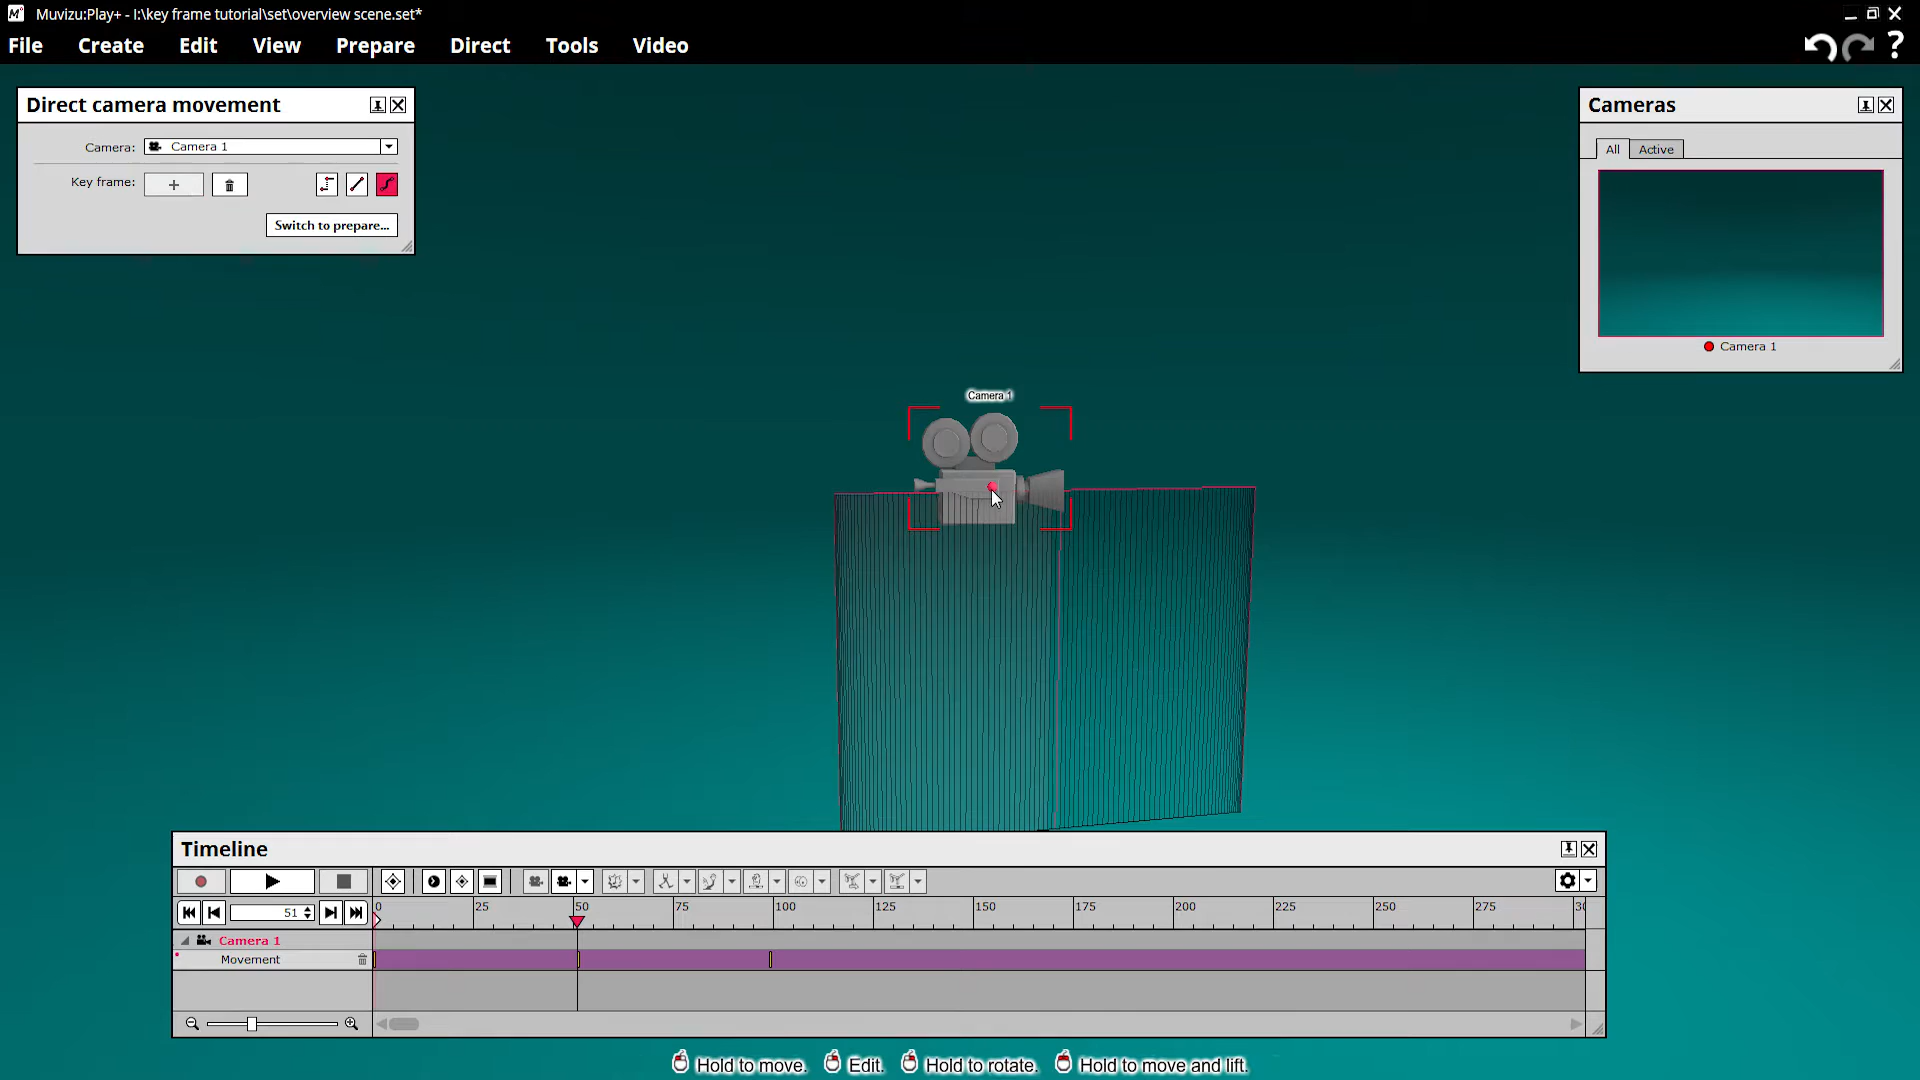 Muvizu:Play+ - I:\key frame tutorial\set\overview scene.set*
File Create Edit View Prepare Direct Tools Video ?
Direct camera movement
Camera: Camera 1
Key frame: +
Switch to prepare...
Cameras
All Active
Camera 1
Camera 1
Timeline
51 0 25 50 75 100 125 150 175 200 225 250 275 30
Camera 1
Movement
Hold to move. Edit. Hold to rotate. Hold to move and lift.